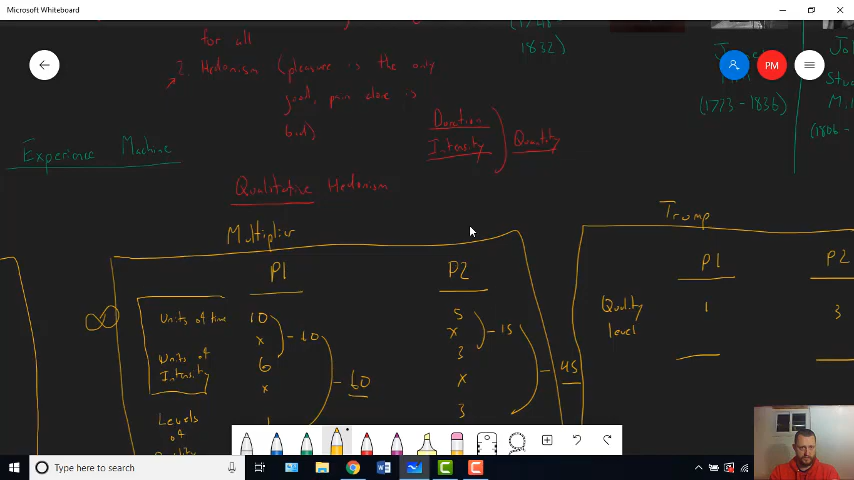 Microsoft Whiteboard
for all
2. Hedonism (pleasure is the only
good, pain alone is
bad)
1832)
(1773 - 1836)
Stu
Mil
(1806 -
PM
Experience Machine
Duration
Intensity
Quantity
Qualitative Hedonism
Multiplier
P1
P2
Units of time 10
x
Units of Intensity 6
x
Levels
of
60
60
5
x
3
x
3
15
45
∞
Trump
P1
P2
Quality level
1
3
Type here to search